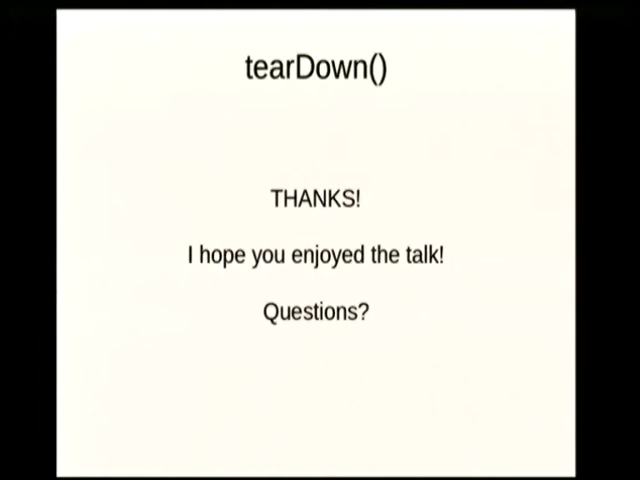 tearDown()
THANKS!
I hope you enjoyed the talk!
Questions?